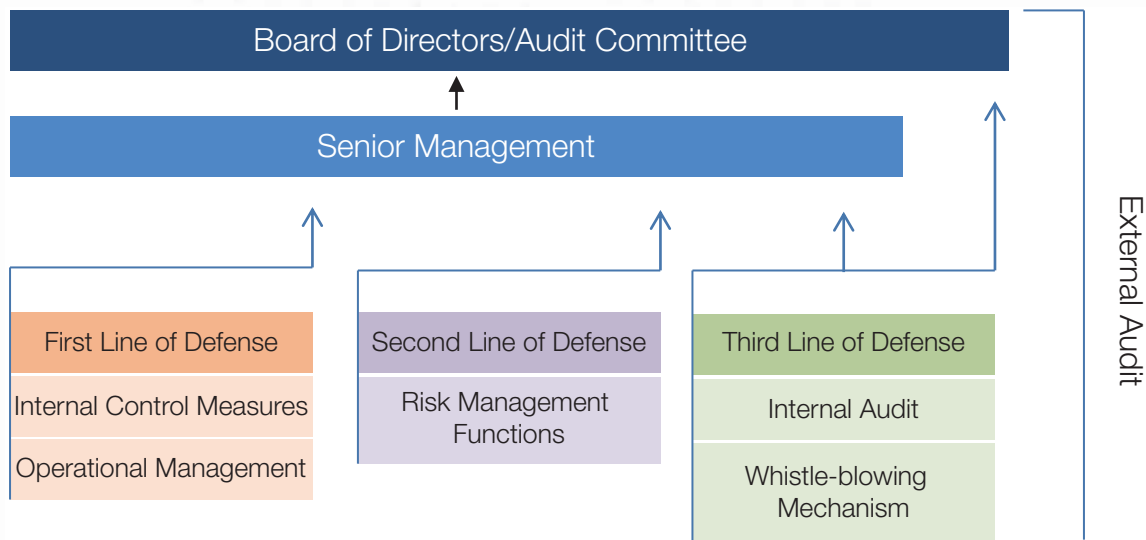 Board of Directors/Audit Committee
Senior Management
First Line of Defense
Internal Control Measures
Operational Management
Second Line of Defense
Risk Management
Functions
Third Line of Defense
Internal Audit
Whistle-blowing
Mechanism
External Audit